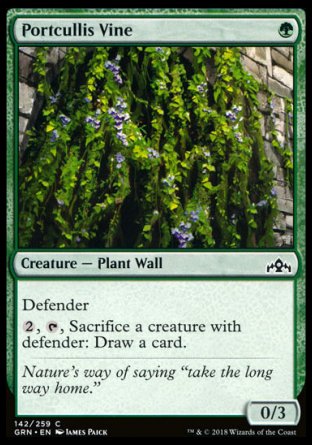 Portcullis Vine
Creature — Plant Wall
Defender
2, , Sacrifice a creature with
defender: Draw a card.
Nature's way of saying “take the long
way home.”
0/3
142/259 C
GRN • EN JAMES PAICK
™ & © 2018 Wizards of the Coast